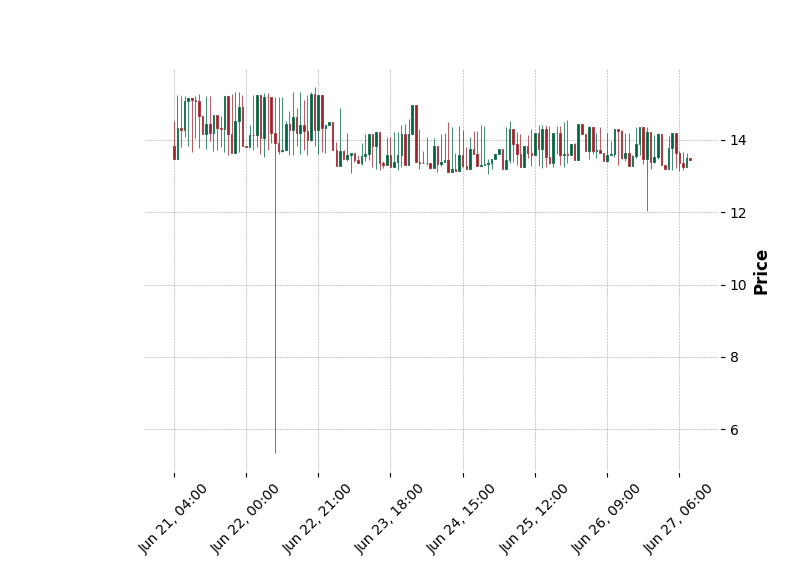 14
12
10
8
6
Price
Jun 21, 04:00
Jun 22, 00:00
Jun 22, 21:00
Jun 23, 18:00
Jun 24, 15:00
Jun 25, 12:00
Jun 26, 09:00
Jun 27, 06:00